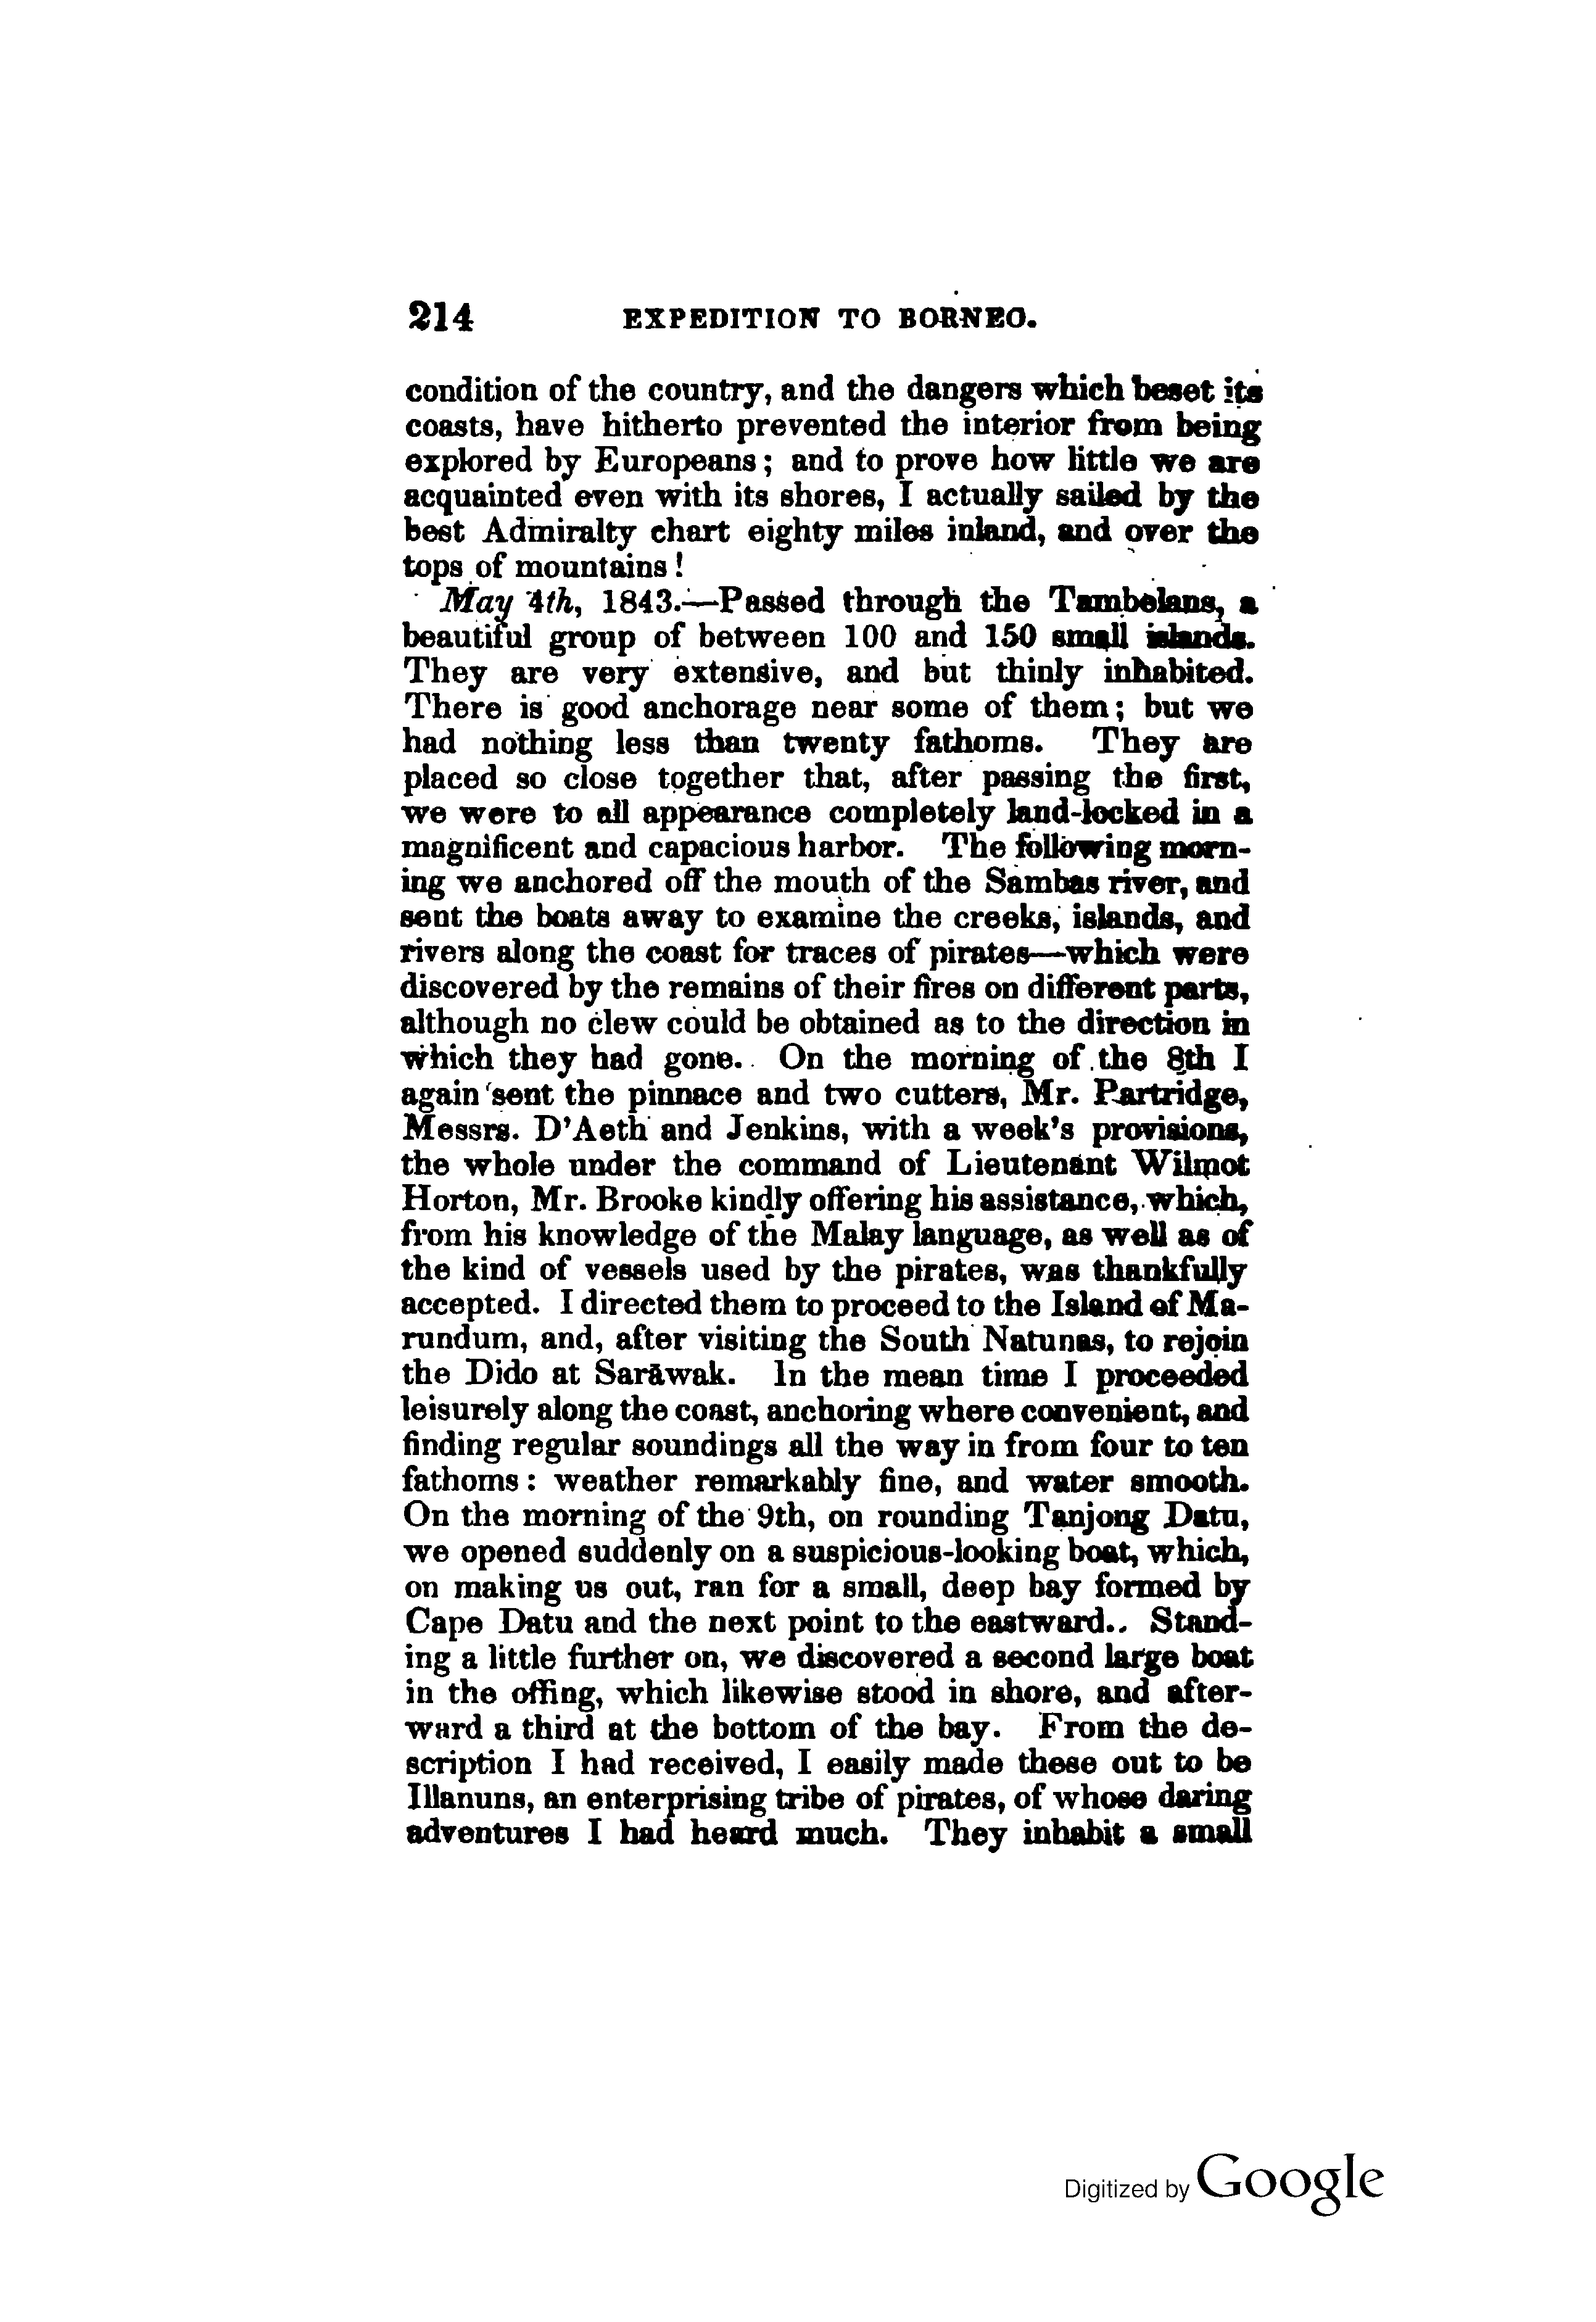 214 EXPEDITION TO BORNEO.
condition of the country, and the dangers which beset its
coasts, have hitherto prevented the interior from being
explored by Europeans; and to prove how little we are
acquainted even with its shores, I actually sailed by the
best Admiralty chart eighty miles inland, and over the
tops of mountains!
May 4th, 1843.—Passed through the Tambelans, a
beautiful group of between 100 and 150 small islands.
They are very extensive, and but thinly inhabited.
There is good anchorage near some of them; but we
had nothing less than twenty fathoms. They are
placed so close together that, after passing the first,
we were to all appearance completely land-locked in a
magnificent and capacious harbor. The following morn-
ing we anchored off the mouth of the Sambas river, and
sent the boats away to examine the creeks, islands, and
rivers along the coast for traces of pirates—which were
discovered by the remains of their fires on different parts,
although no clew could be obtained as to the direction in
which they had gone. On the morning of the 8th I
again sent the pinnace and two cutters, Mr. Partridge,
Messrs. D'Aeth and Jenkins, with a week's provisions,
the whole under the command of Lieutenant Wilmot
Horton, Mr. Brooke kindly offering his assistance, which,
from his knowledge of the Malay language, as well as of
the kind of vessels used by the pirates, was thankfully
accepted. I directed them to proceed to the Island of Ma-
rundum, and, after visiting the South Natunas, to rejoin
the Dido at Sarāwak. In the mean time I proceeded
leisurely along the coast, anchoring where convenient, and
finding regular soundings all the way in from four to ten
fathoms: weather remarkably fine, and water smooth.
On the morning of the 9th, on rounding Tanjong Datu,
we opened suddenly on a suspicious-looking boat, which,
on making us out, ran for a small, deep bay formed by
Cape Datu and the next point to the eastward.. Stand-
ing a little further on, we discovered a second large boat
in the offing, which likewise stood in shore, and after-
ward a third at the bottom of the bay. From the de-
scription I had received, I easily made these out to be
Illanuns, an enterprising tribe of pirates, of whose daring
adventures I had heard much. They inhabit a small
Digitized by Google